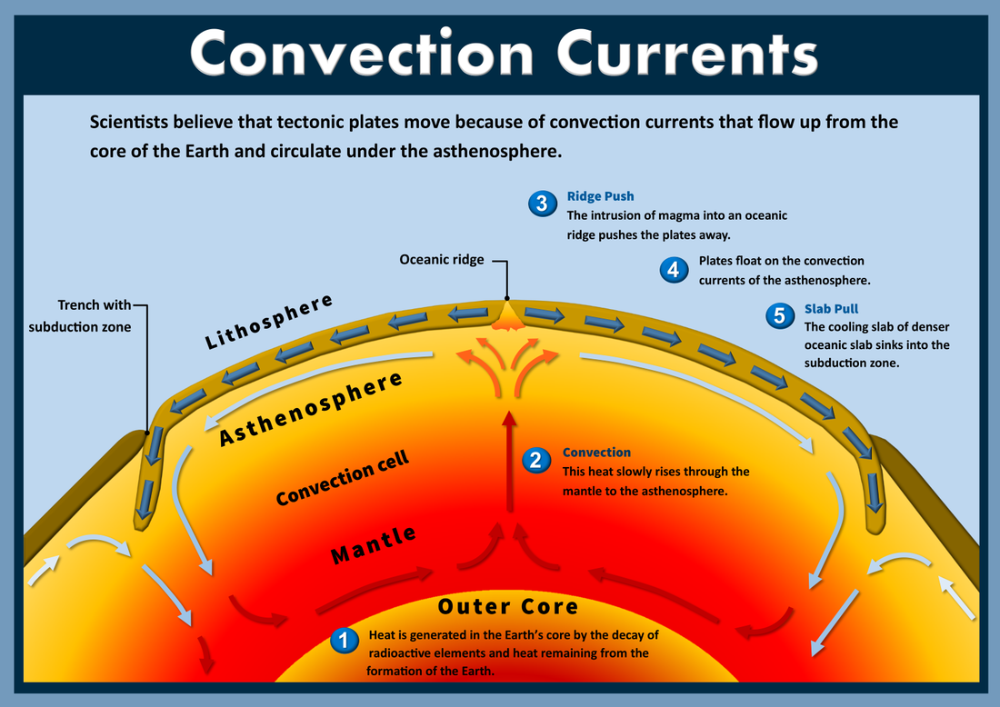 Convection Currents
Scientists believe that tectonic plates move because of convection currents that flow up from the
core of the Earth and circulate under the asthenosphere.
3
Ridge Push
The intrusion of magma into an oceanic
ridge pushes the plates away.
Oceanic ridge
4
Plates float on the convection
currents of the asthenosphere.
Trench with
subduction zone
Lithosphere
5
Slab Pull
The cooling slab of denser
oceanic slab sinks into the
subduction zone.
Asthenosphere
Convection cell
2
Convection
This heat slowly rises through the
mantle to the asthenosphere.
Mantle
Outer Core
1
Heat is generated in the Earth's core by the decay of
radioactive elements and heat remaining from the
formation of the Earth.